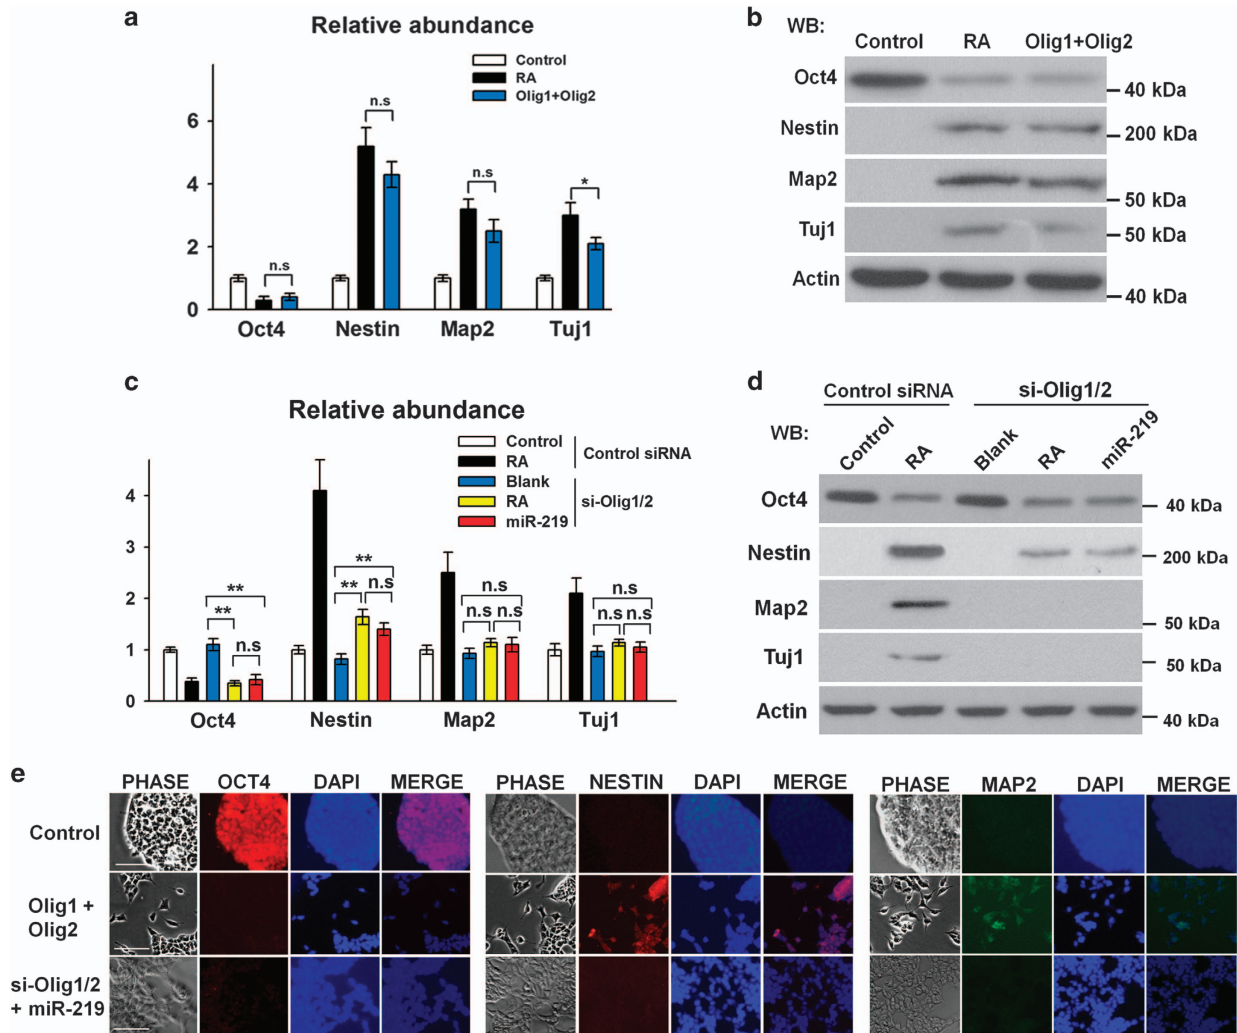 a
Relative abundance
Control
RA
Olig1+Olig2
n.s
n.s
n.s
*
6
4
2
0
Oct4 Nestin Map2 Tuj1
b
WB:
Control RA Olig1+Olig2
Oct4
40 kDa
Nestin
200 kDa
Map2
50 kDa
Tuj1
50 kDa
Actin
40 kDa
c
Relative abundance
Control
RA
Control siRNA
Blank
RA
miR-219
si-Olig1/2
4
3
2
1
0
**
**
n.s
**
**
n.s
n.s
n.s
n.s
n.s
n.s
n.s
Oct4 Nestin Map2 Tuj1
d
Control siRNA si-Olig1/2
WB:
Control RA Blank RA miR-219
Oct4
40 kDa
Nestin
200 kDa
Map2
50 kDa
Tuj1
50 kDa
Actin
40 kDa
e
PHASE OCT4 DAPI MERGE PHASE NESTIN DAPI MERGE PHASE MAP2 DAPI MERGE
Control
Olig1 +
Olig2
si-Olig1/2
+ miR-219